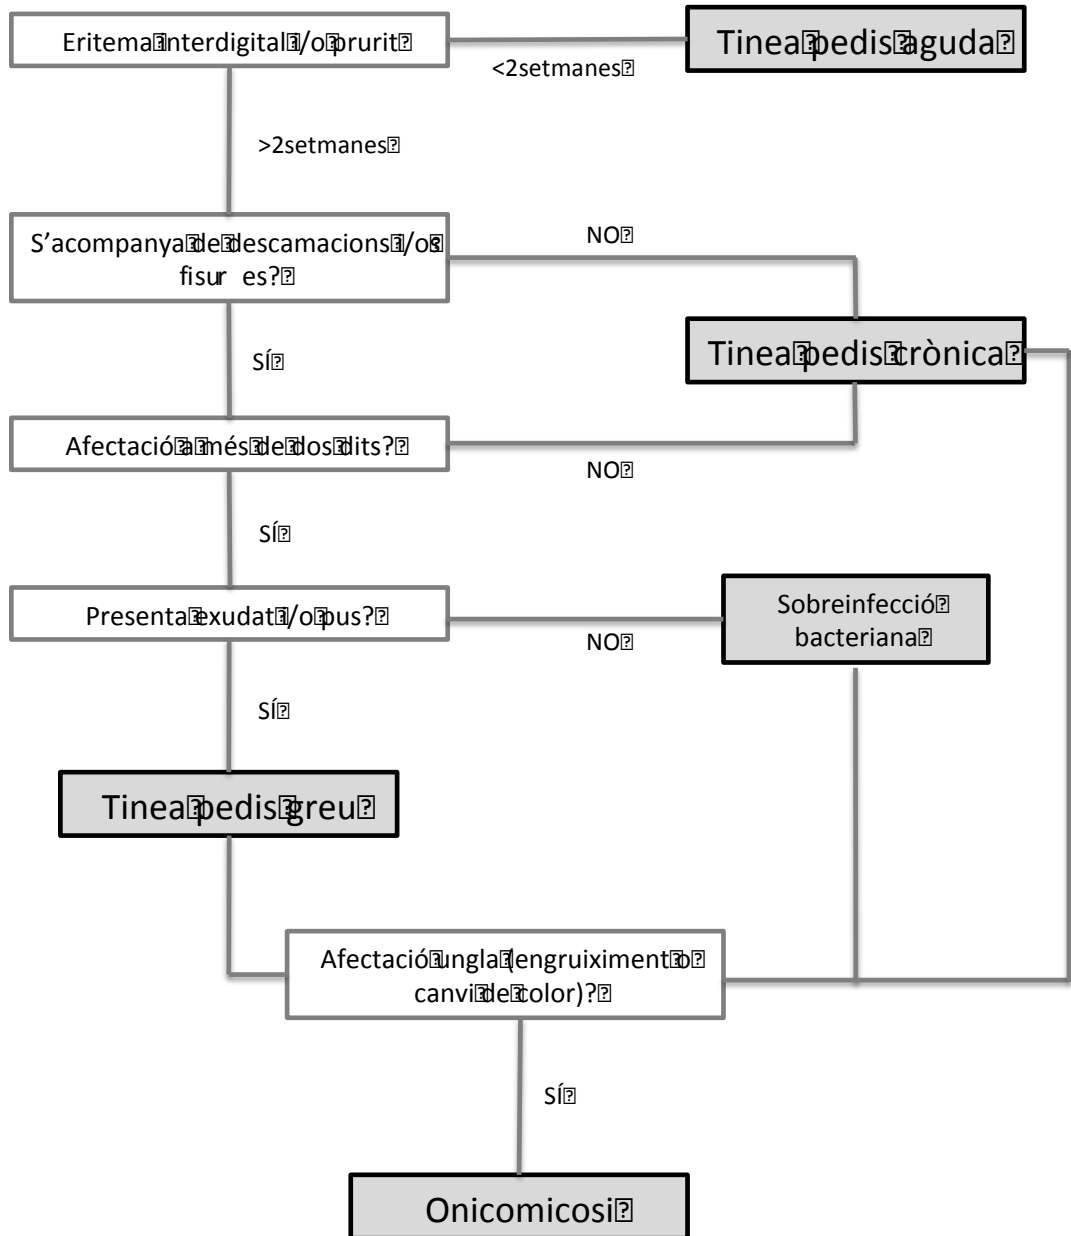 Eritema interdigital i/o prurit
Tinea pedis aguda
<2setmanes
>2setmanes
S’acompanya de descamacions i/o
fisur es?
NO
Tinea pedis crònica
SÍ
Afectació a més de dos dits?
NO
SÍ
Presenta exudat i/o pus?
NO
Sobreinfecció
bacteriana
SÍ
Tinea pedis greu
Afectació ungla (engruiximent o
canvi de color)?
SÍ
Onicomicosi